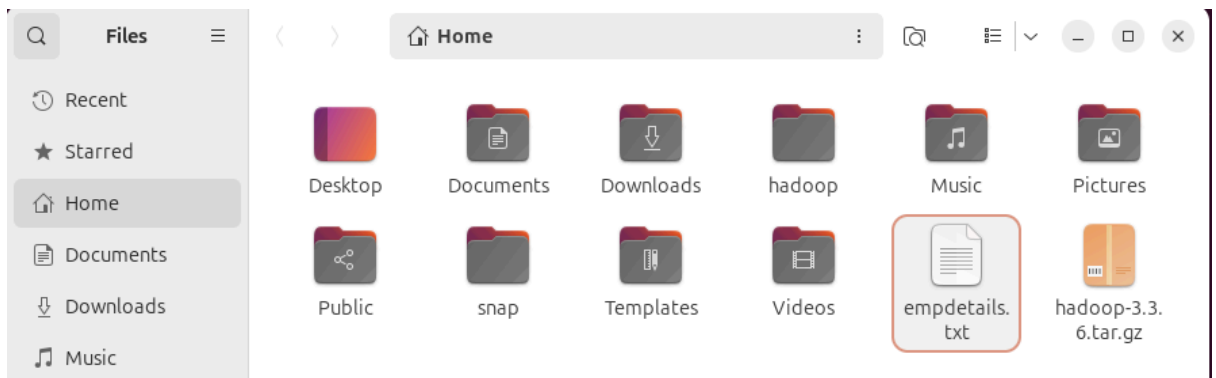 Files
Home
Recent
Starred
Home
Documents
Downloads
Music
Desktop
Documents
Downloads
hadoop
Music
Pictures
Public
snap
Templates
Videos
empdetails.
txt
hadoop-3.3.
6.tar.gz